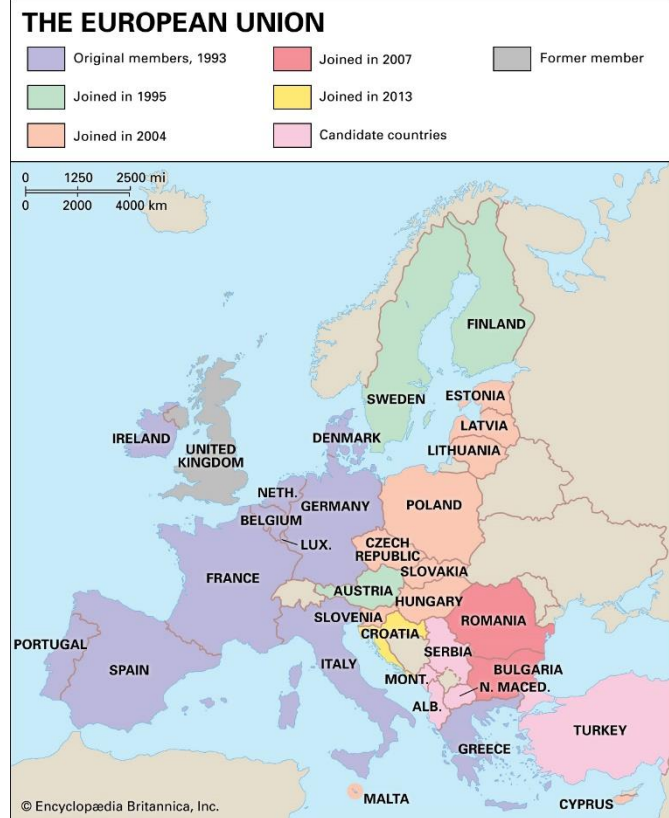 THE EUROPEAN UNION
Original members, 1993
Joined in 1995
Joined in 2004
Joined in 2007
Joined in 2013
Candidate countries
Former member
0 1250 2500 mi
0 2000 4000 km
FINLAND
SWEDEN
ESTONIA
LATVIA
LITHUANIA
IRELAND
UNITED
KINGDOM
DENMARK
NETH.
GERMANY
POLAND
BELGIUM
LUX.
CZECH
REPUBLIC
SLOVAKIA
FRANCE
AUSTRIA
HUNGARY
SLOVENIA
CROATIA
ROMANIA
PORTUGAL
SPAIN
ITALY
SERBIA
BULGARIA
MONT.
N. MACED.
ALB.
GREECE
TURKEY
MALTA
CYPRUS
© Encyclopædia Britannica, Inc.